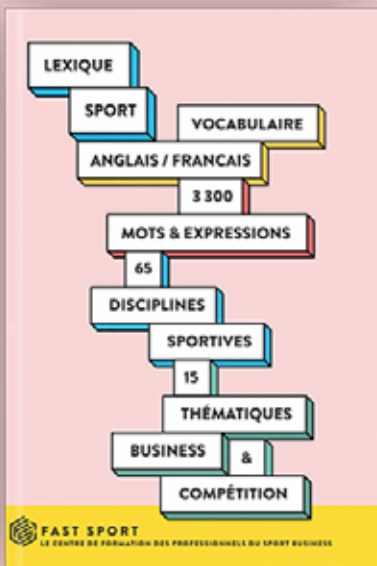 LEXIQUE
SPORT
VOCABULAIRE
ANGLAIS / FRANCAIS
3 300
MOTS & EXPRESSIONS
65
DISCIPLINES
SPORTIVES
15
THÉMATIQUES
BUSINESS &
COMPÉTITION
FAST SPORT
LE CENTRE DE FORMATION DES PROFESSIONNELS DU SPORT BUSINESS